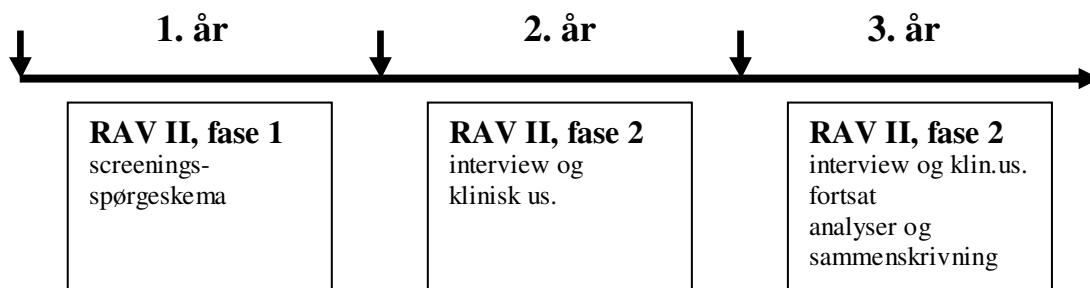 1. år
2. år
3. år
RAV II, fase 1
screenings-
spørgeskema
RAV II, fase 2
interview og
klinisk us.
RAV II, fase 2
interview og klin.us.
fortsat
analyser og
sammenskrivning